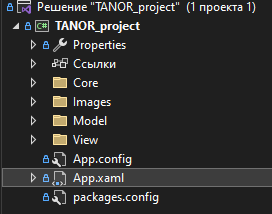 Решение "TANOR_project" (1 проекта 1)
TANOR_project
Properties
Ссылки
Core
Images
Model
View
App.config
App.xaml
packages.config